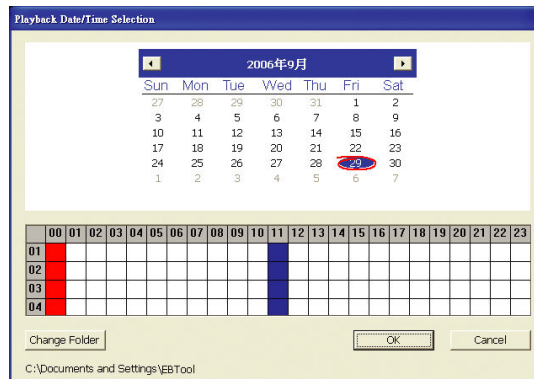 Playback Date/Time Selection
2006年9月
Sun Mon Tue Wed Thu Fri Sat
27 28 29 30 31 1 2
3 4 5 6 7 8 9
10 11 12 13 14 15 16
17 18 19 20 21 22 23
24 25 26 27 28 29 30
1 2 3 4 5 6 7
00 01 02 03 04 05 06 07 08 09 10 11 12 13 14 15 16 17 18 19 20 21 22 23
01
02
03
04
Change Folder OK Cancel
C:\Documents and Settings\EBTool